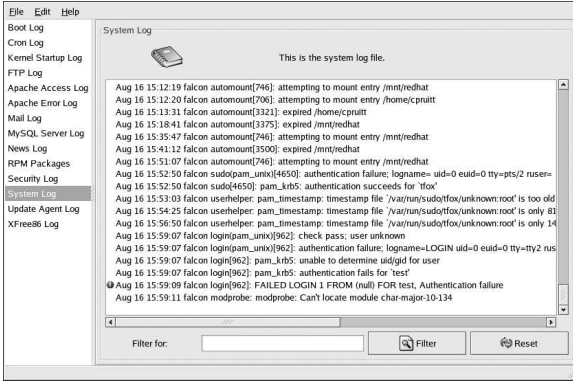 File Edit Help
Boot Log
Cron Log
Kernel Startup Log
FTP Log
Apache Access Log
Apache Error Log
Mail Log
MySQL Server Log
News Log
RPM Packages
Security Log
System Log
Update Agent Log
XFree86 Log
System Log
This is the system log file.
Aug 16 15:12:19 falcon automount[746]: attempting to mount entry /mnt/redhat
Aug 16 15:12:20 falcon automount[706]: attempting to mount entry /home/cpruitt
Aug 16 15:13:31 falcon automount[3321]: expired /home/cpruitt
Aug 16 15:18:41 falcon automount[3375]: expired /mnt/redhat
Aug 16 15:35:47 falcon automount[746]: attempting to mount entry /mnt/redhat
Aug 16 15:41:12 falcon automount[3500]: expired /mnt/redhat
Aug 16 15:51:07 falcon automount[746]: attempting to mount entry /mnt/redhat
Aug 16 15:52:50 falcon sudo(pam_unix)[4650]: authentication failure; logname= uid=0 euid=0 tty=pts/2 ruser=
Aug 16 15:52:50 falcon sudo[4650]: pam_krb5: authentication succeeds for `tfox'
Aug 16 15:53:03 falcon userhelper: pam_timestamp: timestamp file `/var/run/sudo/tfox/unknown:root' is too old
Aug 16 15:54:25 falcon userhelper: pam_timestamp: timestamp file `/var/run/sudo/tfox/unknown:root' is only 81
Aug 16 15:56:50 falcon userhelper: pam_timestamp: timestamp file `/var/run/sudo/tfox/unknown:root' is only 14
Aug 16 15:59:07 falcon login(pam_unix)[962]: check pass; user unknown
Aug 16 15:59:07 falcon login(pam_unix)[962]: authentication failure; logname=LOGIN uid=0 euid=0 tty=tty2 rus
Aug 16 15:59:07 falcon login[962]: pam_krb5: unable to determine uid/gid for user
Aug 16 15:59:07 falcon login[962]: pam_krb5: authentication fails for `test'
Aug 16 15:59:09 falcon login[962]: FAILED LOGIN 1 FROM (null) FOR test, Authentication failure
Aug 16 15:59:11 falcon modprobe: modprobe: Can't locate module char-major-10-134
Filter for: Filter Reset